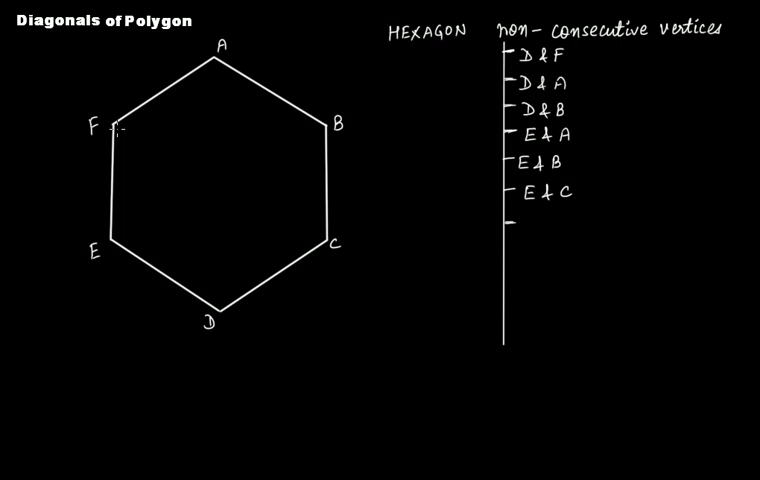 Diagonals of Polygon
HEXAGON non-consecutive vertices
A
B
C
D
E
F
D & F
D & A
D & B
E & A
E & B
E & C